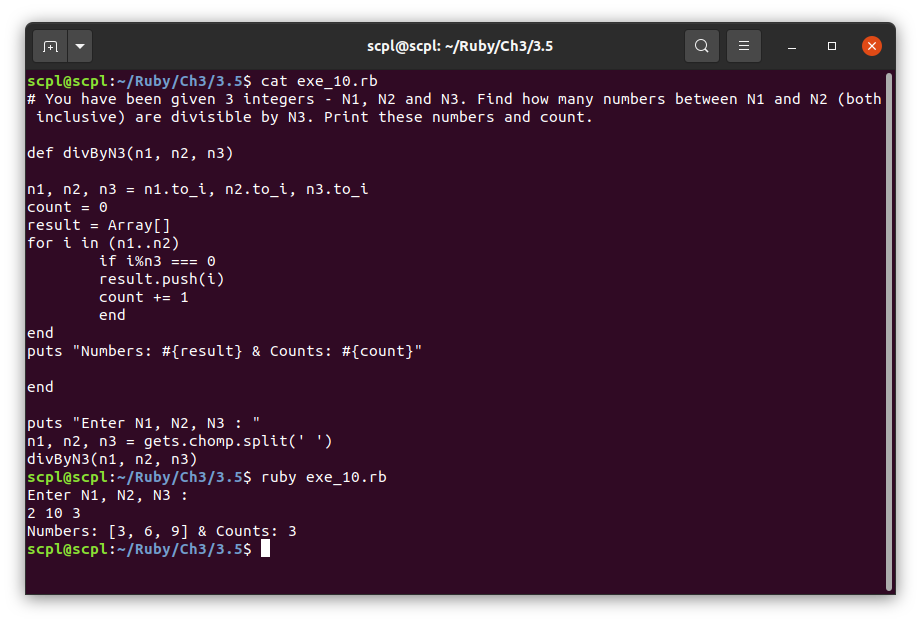 scpl@scpl: ~/Ruby/Ch3/3.5
scpl@scpl:~/Ruby/Ch3/3.5$ cat exe_10.rb
# You have been given 3 integers - N1, N2 and N3. Find how many numbers between N1 and N2 (both
 inclusive) are divisible by N3. Print these numbers and count.

def divByN3(n1, n2, n3)

n1, n2, n3 = n1.to_i, n2.to_i, n3.to_i
count = 0
result = Array[]
for i in (n1..n2)
        if i%n3 === 0
        result.push(i)
        count += 1
        end
end
puts "Numbers: #{result} & Counts: #{count}"

end

puts "Enter N1, N2, N3 : "
n1, n2, n3 = gets.chomp.split(' ')
divByN3(n1, n2, n3)
scpl@scpl:~/Ruby/Ch3/3.5$ ruby exe_10.rb
Enter N1, N2, N3 :
2 10 3
Numbers: [3, 6, 9] & Counts: 3
scpl@scpl:~/Ruby/Ch3/3.5$